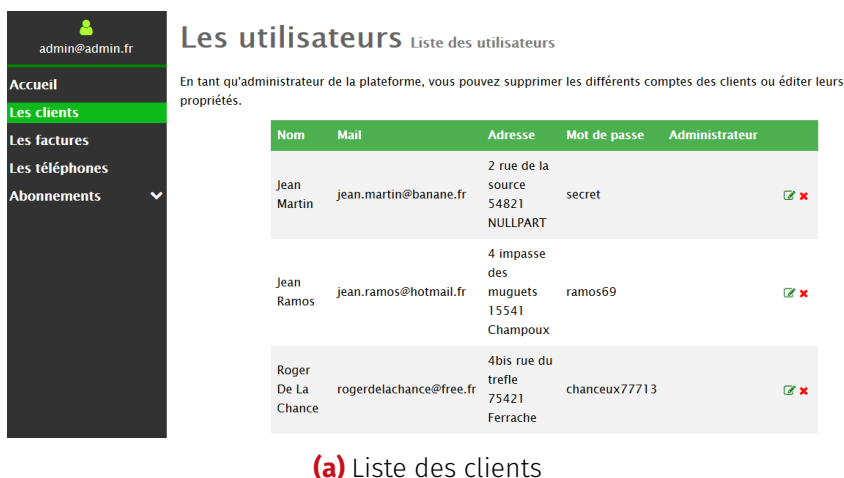 admin@admin.fr
Accueil
Les clients
Les factures
Les téléphones
Abonnements
Les utilisateurs Liste des utilisateurs
En tant qu'administrateur de la plateforme, vous pouvez supprimer les différents comptes des clients ou éditer leurs
propriétés.
Nom Mail Adresse Mot de passe Administrateur
Jean
Martin
jean.martin@banane.fr
2 rue de la
source
54821
NULLPART
secret
Jean
Ramos
jean.ramos@hotmail.fr
4 impasse
des
muguets
15541
Champoux
ramos69
Roger
De La
Chance
rogerdelachance@free.fr
4bis rue du
trefle
75421
Ferrache
chanceux77713
(a) Liste des clients